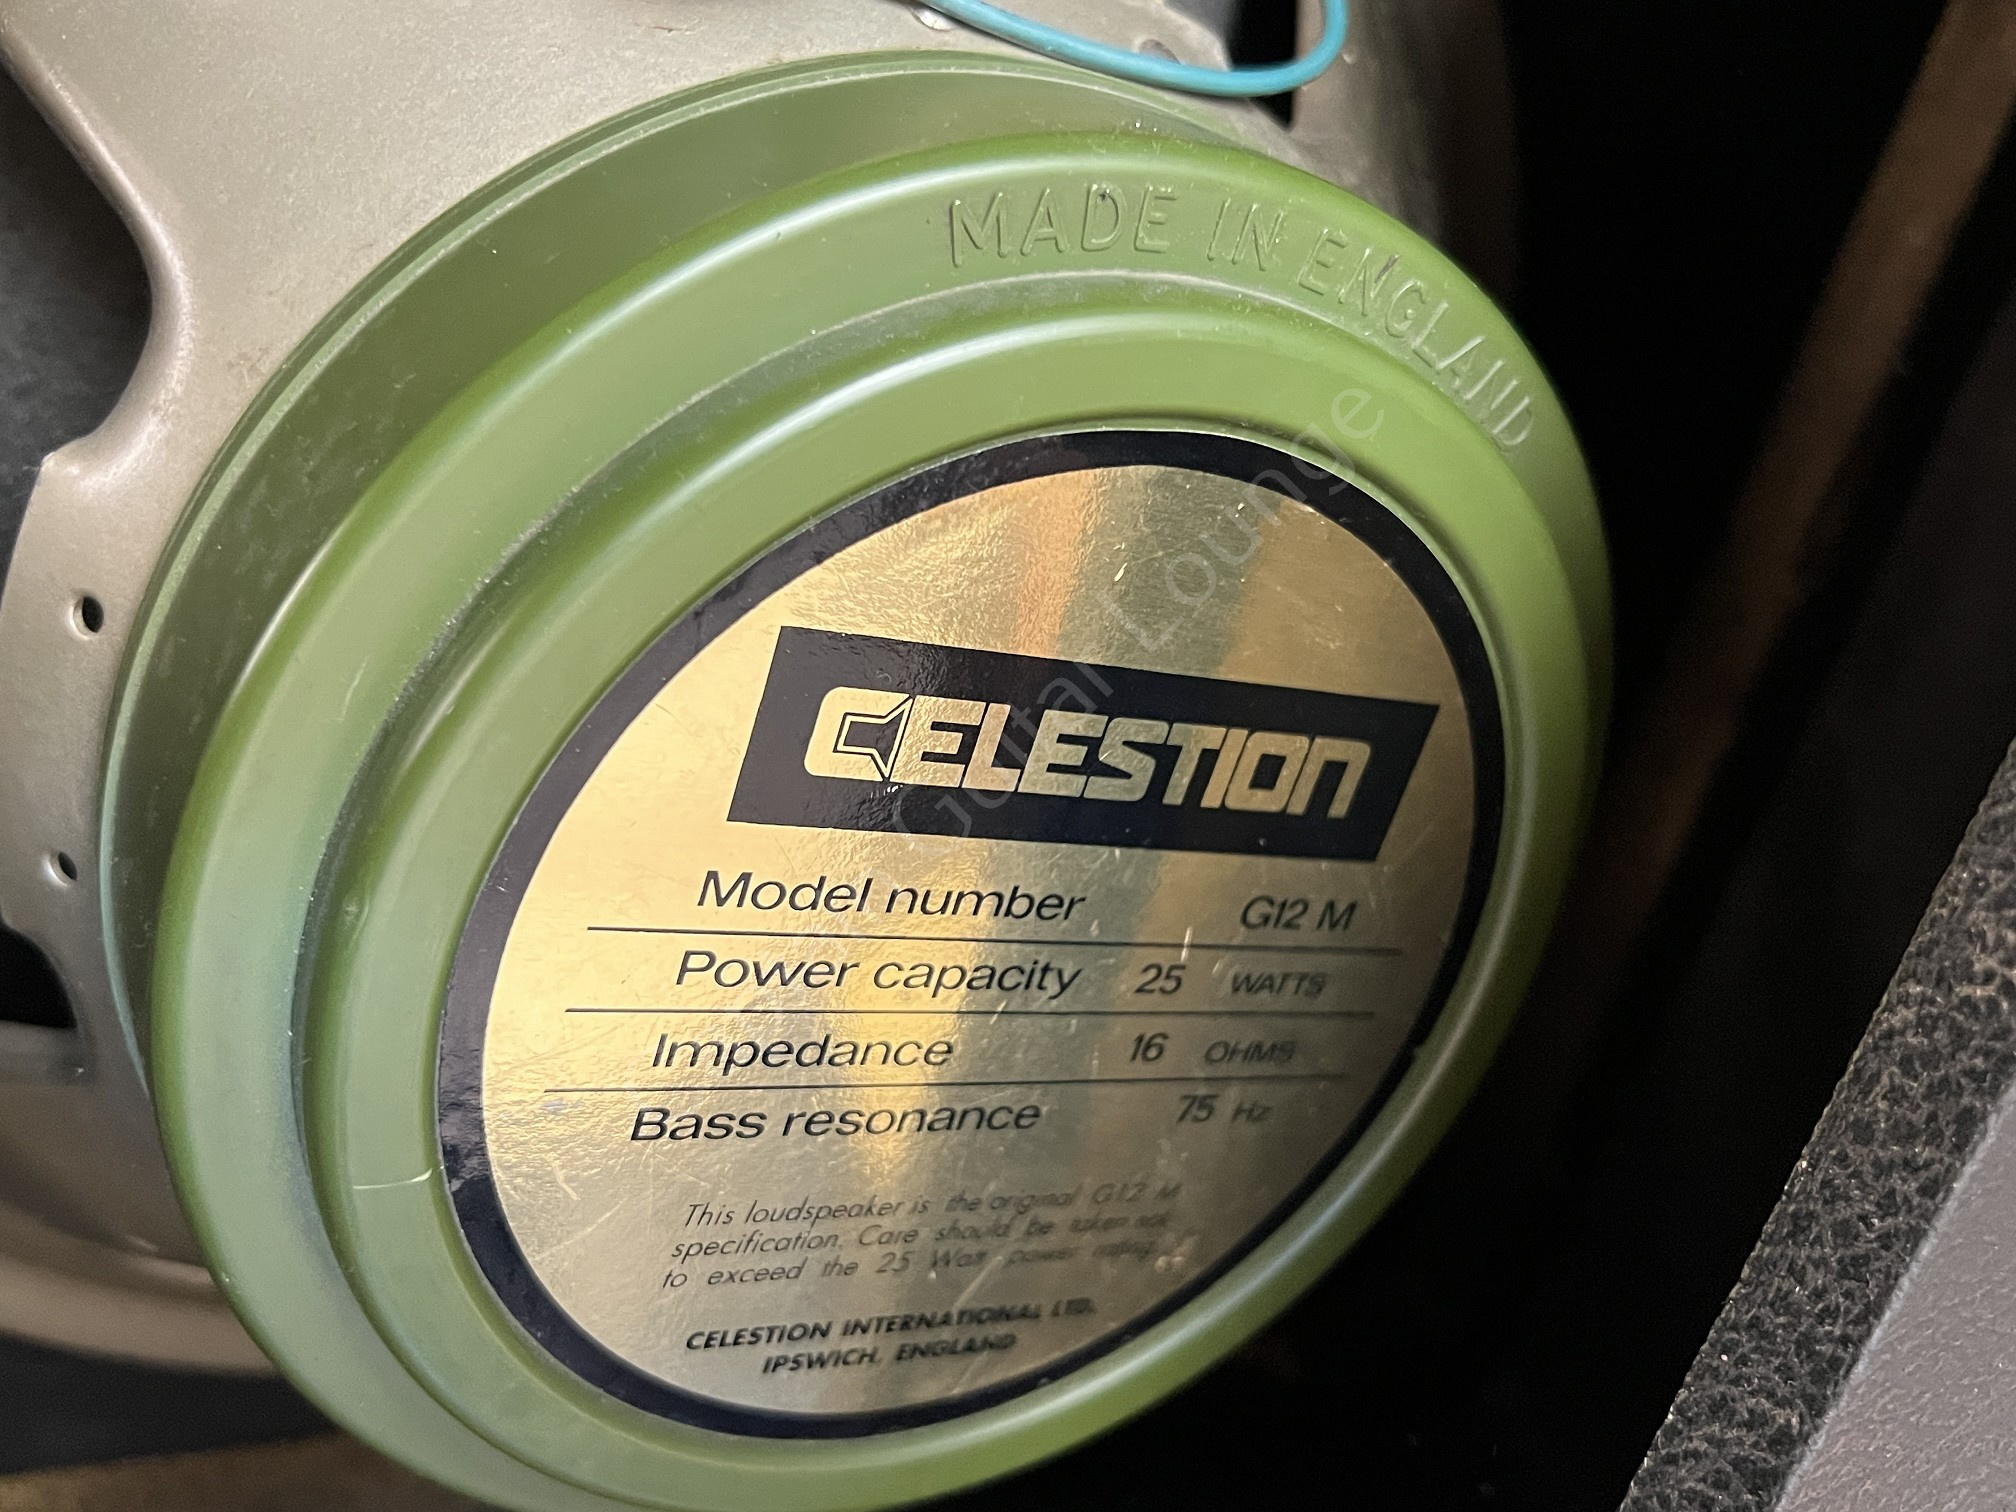 MADE IN ENGLAND
CELESTION
Model number G12 M
Power capacity 25 WATTS
Impedance 16 OHMS
Bass resonance 75 Hz
This loudspeaker is the original G12 M
specification. Care should be taken not
to exceed the 25 Watt power rating.
CELESTION INTERNATIONAL LTD.
IPSWICH, ENGLAND
Guitar Lounge